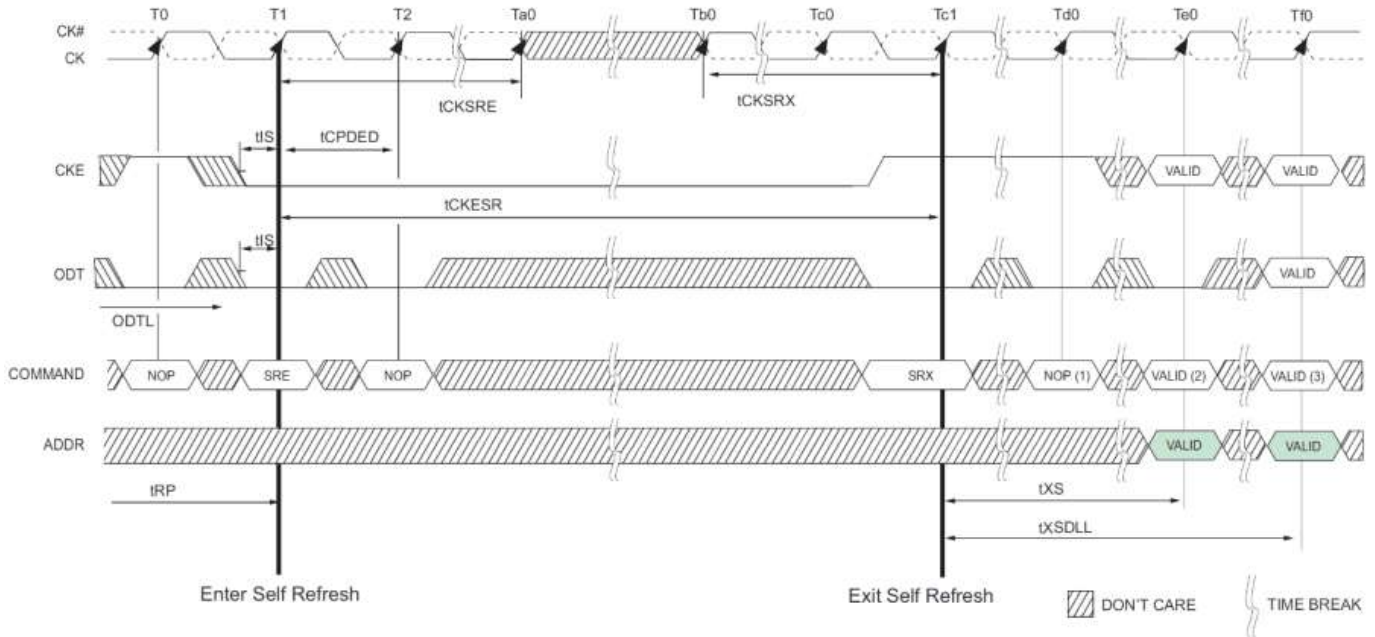 T0 T1 T2 Ta0 Tb0 Tc0 Tc1 Td0 Te0 Tf0
CK#
CK
tCKSRE
tCKSRX
tIS
tCPDED
CKE
VALID
VALID
tCKESR
tIS
ODT
VALID
ODTL
COMMAND
NOP
SRE
NOP
SRX
NOP (1)
VALID (2)
VALID (3)
ADDR
VALID
VALID
tRP
tXS
tXSDLL
Enter Self Refresh
Exit Self Refresh
DON'T CARE
TIME BREAK